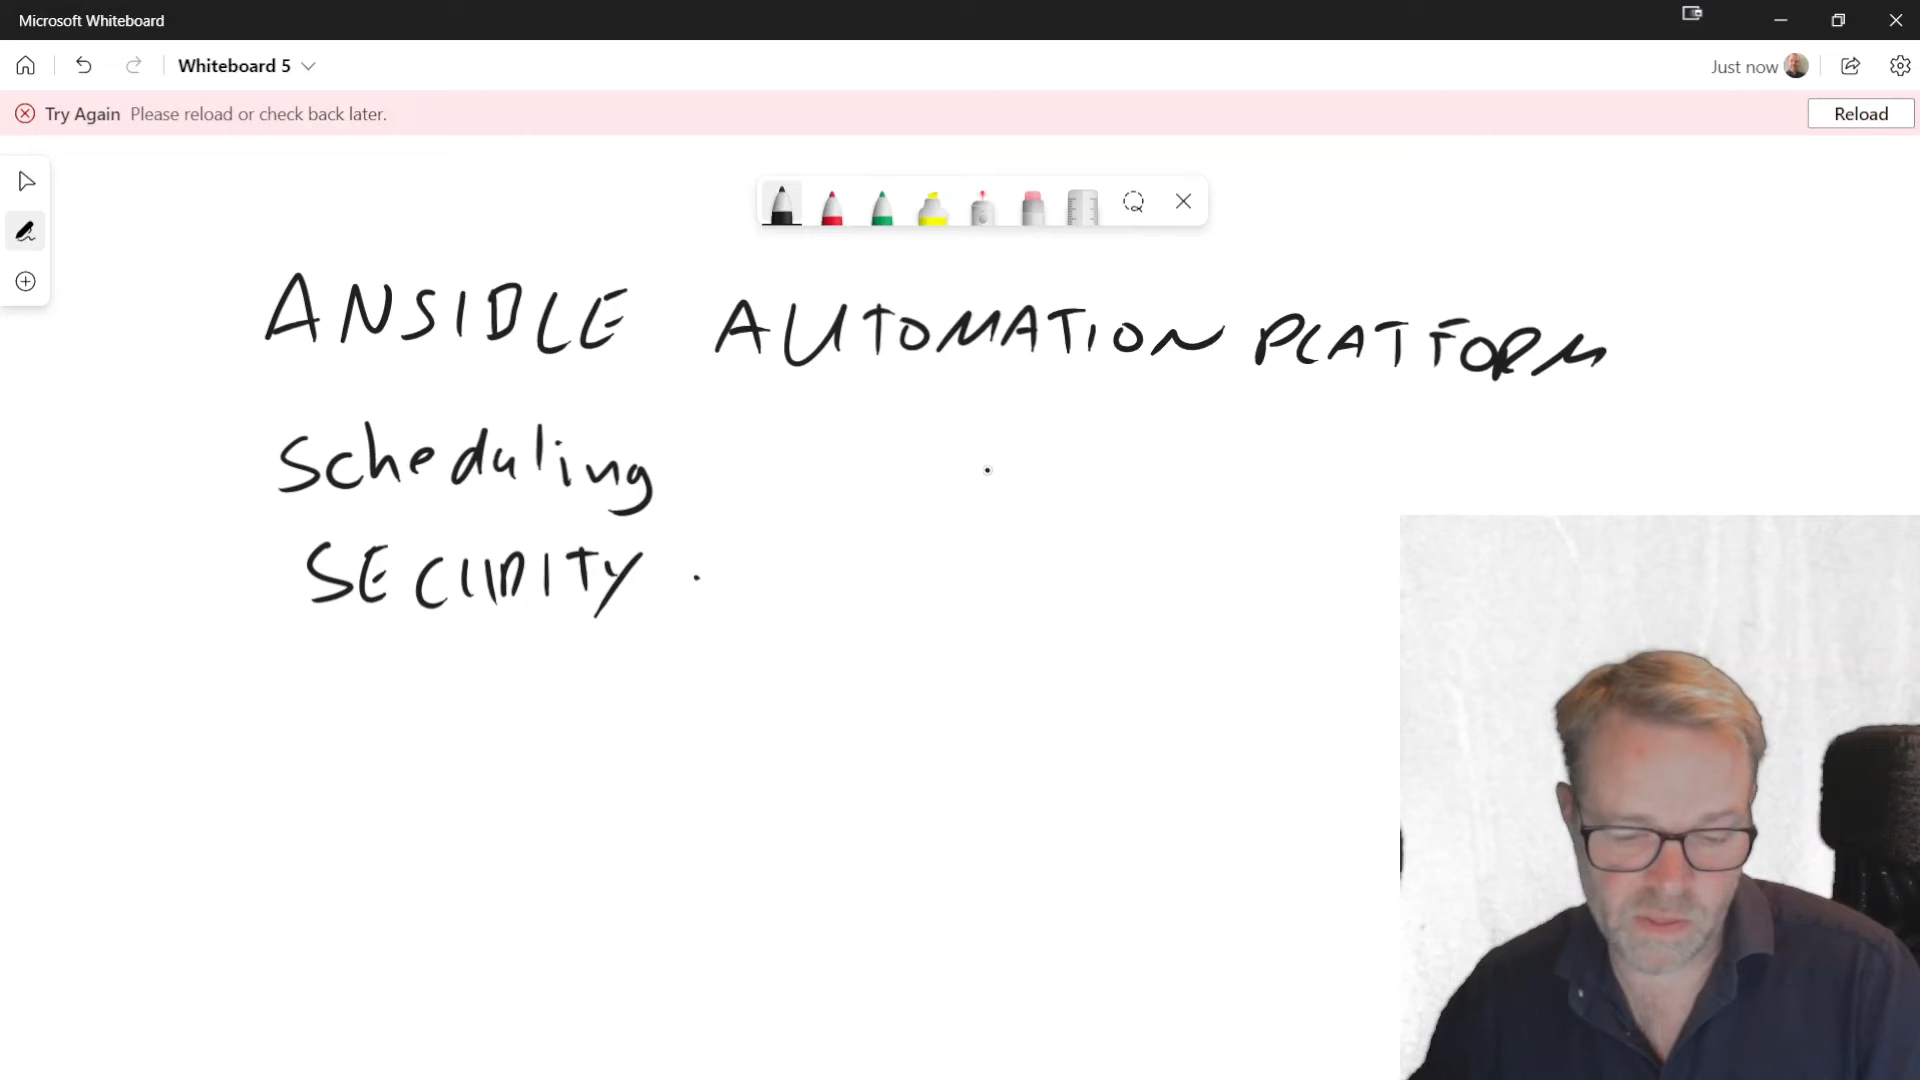 Microsoft Whiteboard
Whiteboard 5
Just now
Try Again Please reload or check back later.
Reload
ANSIBLE AUTOMATION PLATFORM
Scheduling
SECURITY